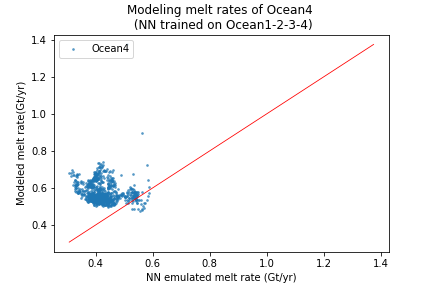 Modeling melt rates of Ocean4
(NN trained on Ocean1-2-3-4)
1.4
1.2
1.0
0.8
0.6
0.4
Modeled melt rate(Gt/yr)
Ocean4
0.4 0.6 0.8 1.0 1.2 1.4
NN emulated melt rate (Gt/yr)